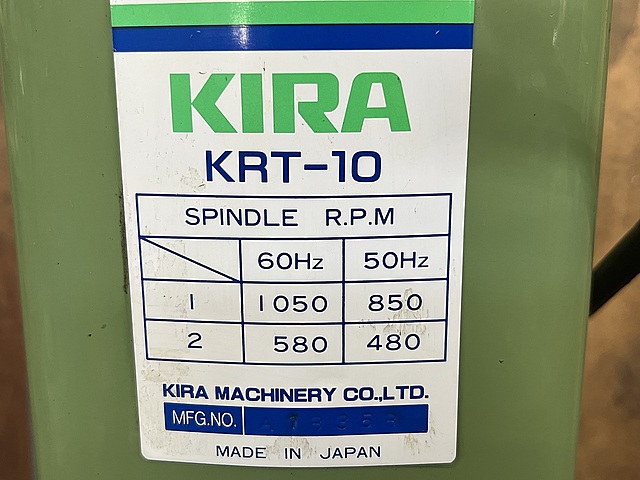 KIRA
KRT-10
SPINDLE R.P.M
60Hz 50Hz
1 1050 850
2 580 480
KIRA MACHINERY CO.,LTD.
MFG.NO.
MADE IN JAPAN